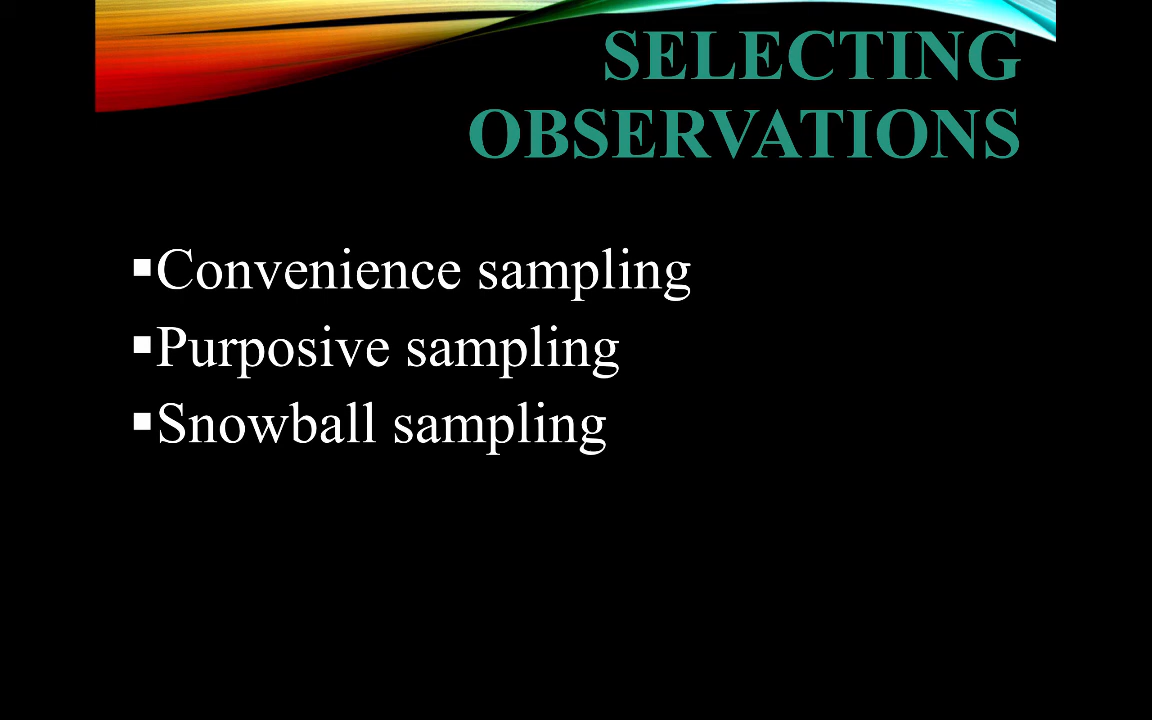 SELECTING
OBSERVATIONS
▪Convenience sampling
▪Purposive sampling
▪Snowball sampling